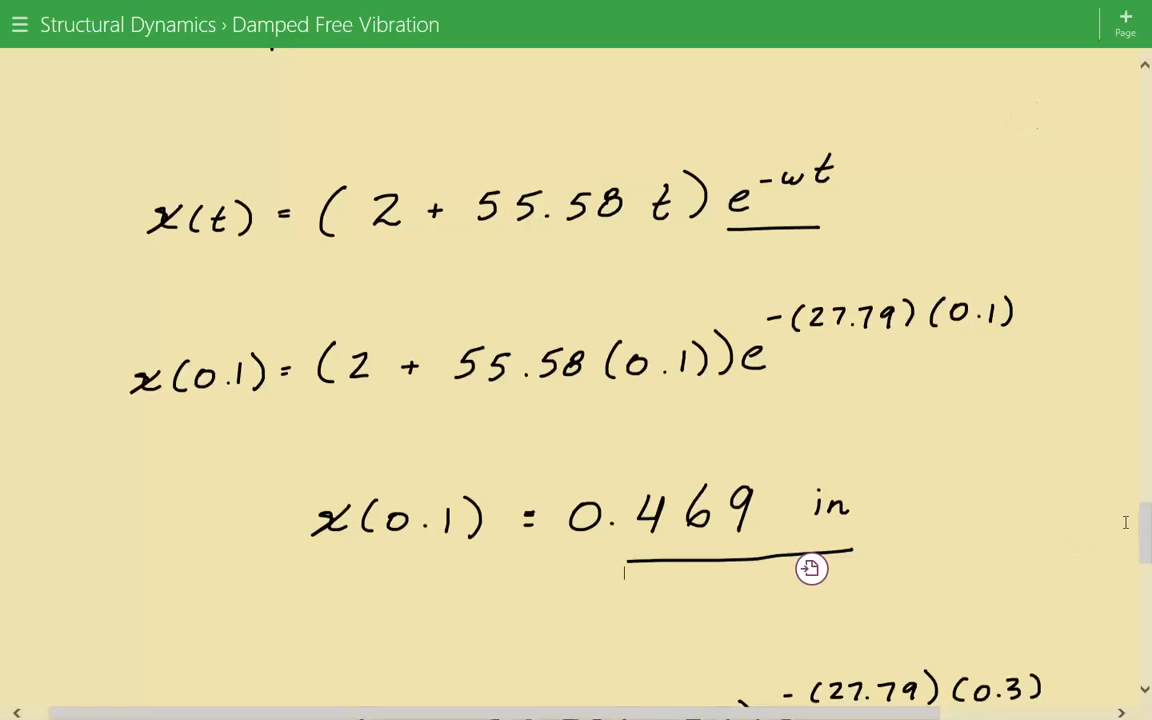 Structural Dynamics › Damped Free Vibration
Page
x(t) = ( 2 + 55.58 t ) e^-ωt
x(0.1) = (2 + 55.58 (0.1)) e^-(27.79)(0.1)
x(0.1) = 0.469 in
- (27.79) (0.3)